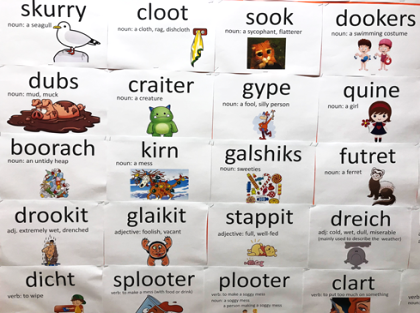 skurry
noun: a seagull
cloot
noun: a cloth, rag, dishcloth
sook
noun: a sycophant, flatterer
dookers
noun: a swimming costume
dubs
noun: mud, muck
craiter
noun: a creature
gype
noun: a fool, silly person
quine
noun: a girl
boorach
noun: an untidy heap
kirn
noun: a mess
galshiks
noun: sweeties
futret
noun: a ferret
drookit
adj. extremely wet, drenched
glaikit
adjective: foolish, vacant
stappit
adjective: full, well-fed
dreich
adj: cold, wet, dull, miserable
(mainly used to describe the weather)
dicht
verb: to wipe
splooter
verb: to make a mess (with food or drink)
plooter
verb: to make a soggy mess
noun: a soggy mess
a person making a soggy mess
clart
verb: to put too much on something